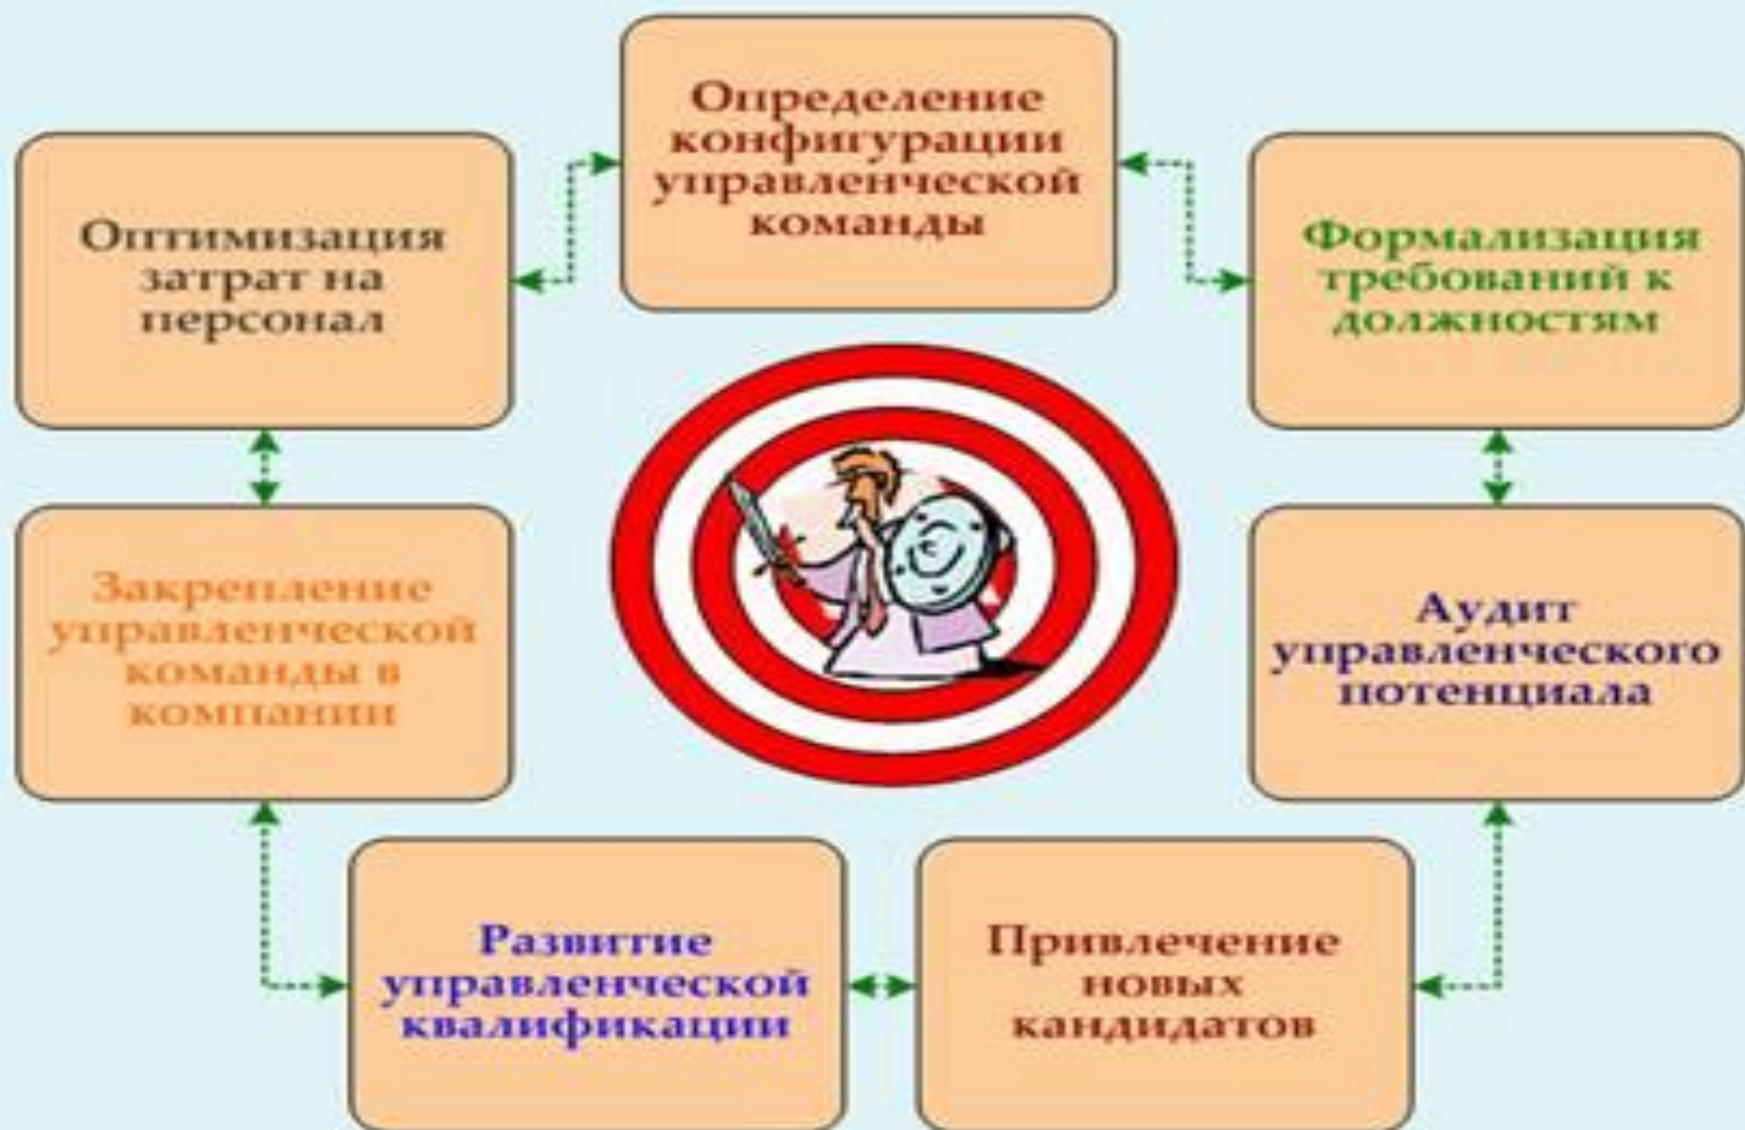 Определение
конфигурации
управленческой
команды
Оптимизация
затрат на
персонал
Формализация
требований к
должностям
Закрепление
управленческой
команды в
компании
Аудит
управленческого
потенциала
Развитие
управленческой
квалификации
Привлечение
новых
кандидатов